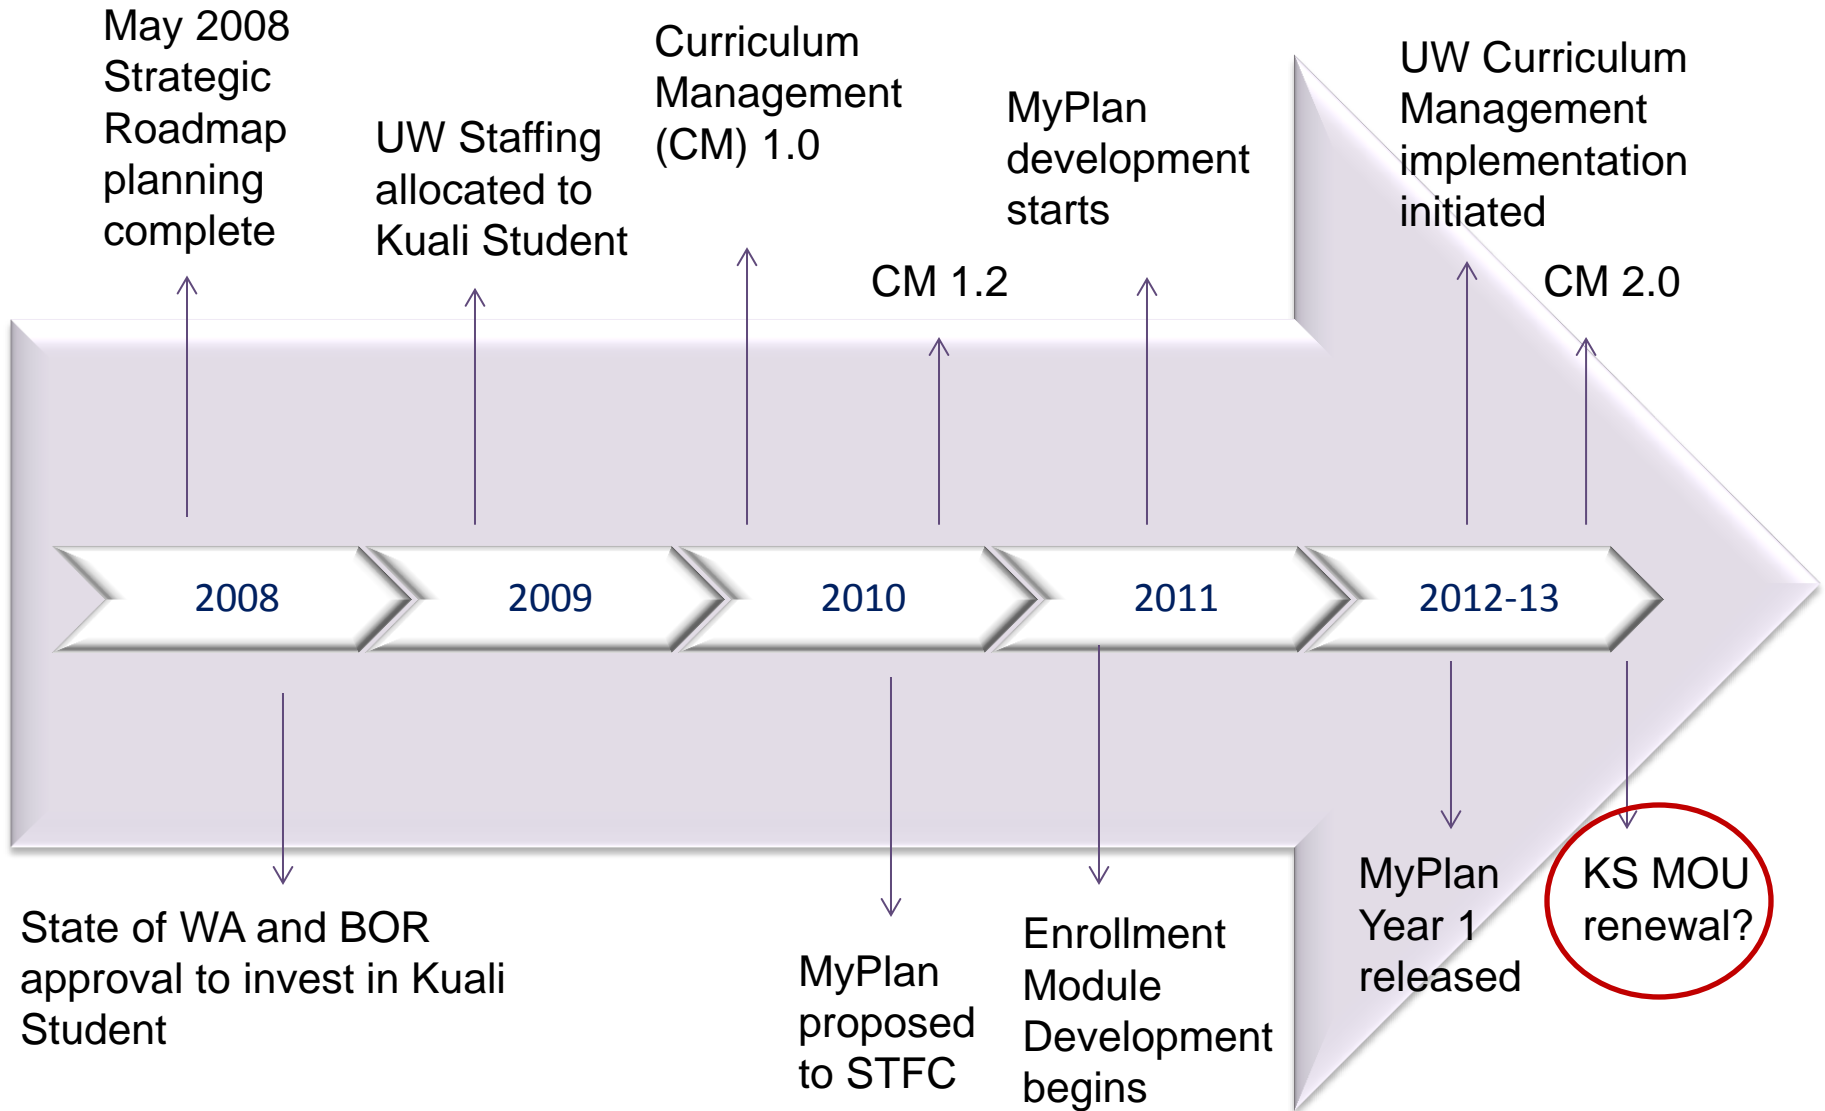 May 2008
Strategic
Roadmap
planning
complete
UW Staffing
allocated to
Kuali Student
Curriculum
Management
(CM) 1.0
CM 1.2
MyPlan
development
starts
UW Curriculum
Management
implementation
initiated
CM 2.0
2008
2009
2010
2011
2012-13
State of WA and BOR
approval to invest in Kuali
Student
MyPlan
proposed
to STFC
Enrollment
Module
Development
begins
MyPlan
Year 1
released
KS MOU
renewal?